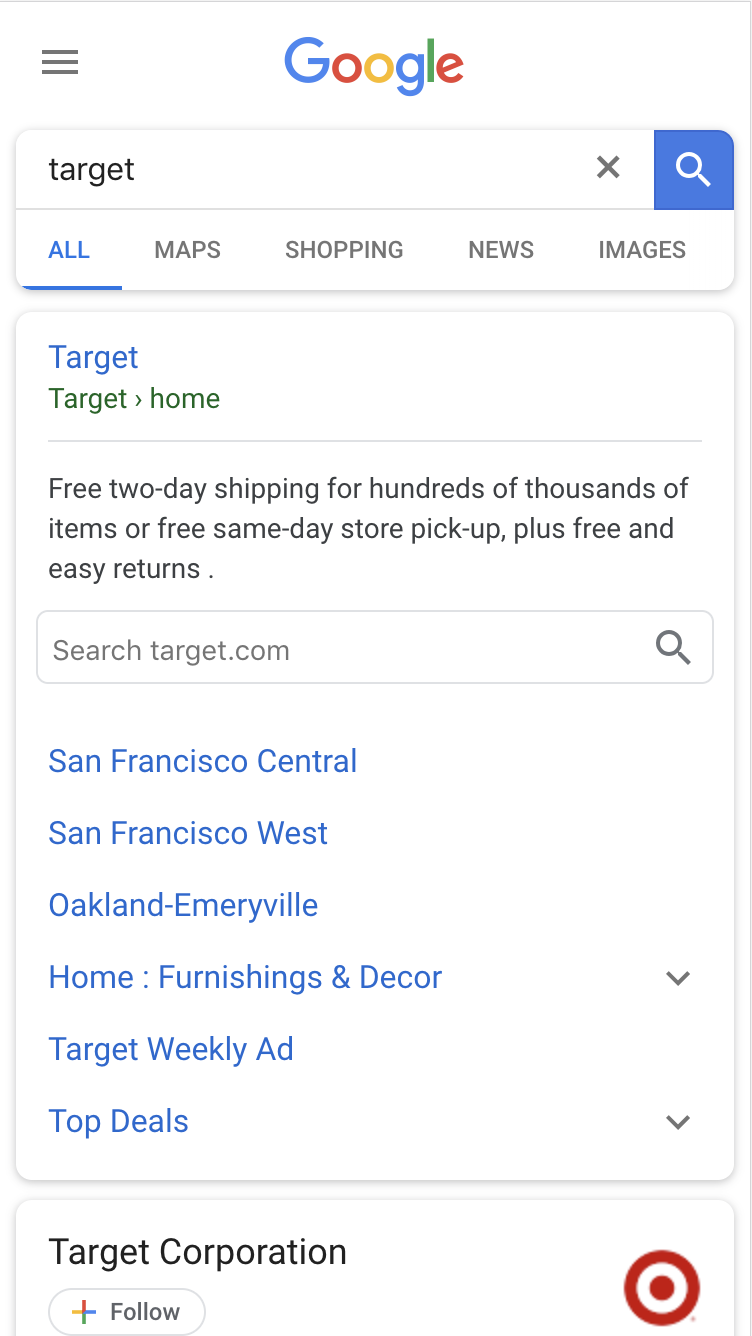 Google
target
ALL MAPS SHOPPING NEWS IMAGES
Target
Target › home
Free two-day shipping for hundreds of thousands of
items or free same-day store pick-up, plus free and
easy returns .
Search target.com
San Francisco Central
San Francisco West
Oakland-Emeryville
Home : Furnishings & Decor
Target Weekly Ad
Top Deals
Target Corporation
Follow